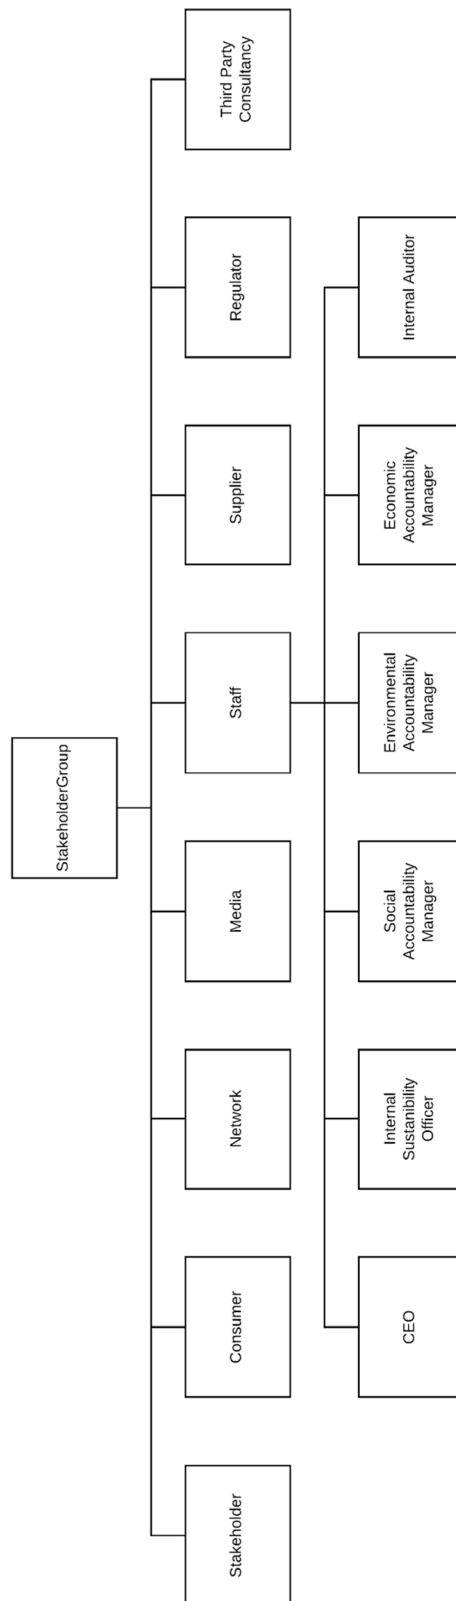 StakeholderGroup
Stakeholder
Consumer
Network
Media
Staff
Supplier
Regulator
Third Party
Consultancy
CEO
Internal
Sustanibility
Officer
Social
Accountability
Manager
Environmental
Accountability
Manager
Economic
Accountability
Manager
Internal Auditor